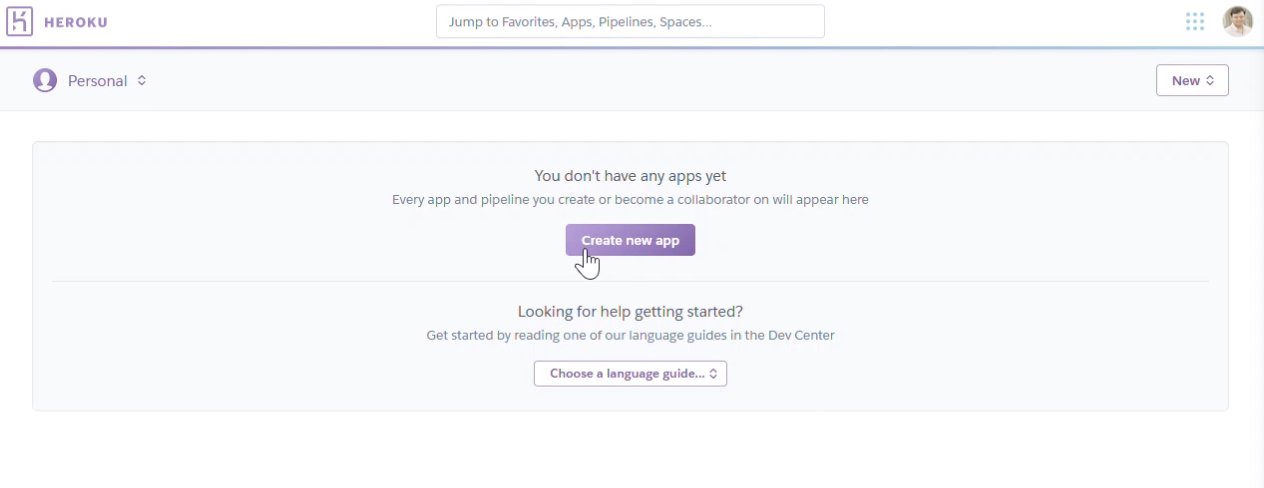 HEROKU
Jump to Favorites, Apps, Pipelines, Spaces...
Personal
New
You don't have any apps yet
Every app and pipeline you create or become a collaborator on will appear here
Create new app
Looking for help getting started?
Get started by reading one of our language guides in the Dev Center
Choose a language guide...